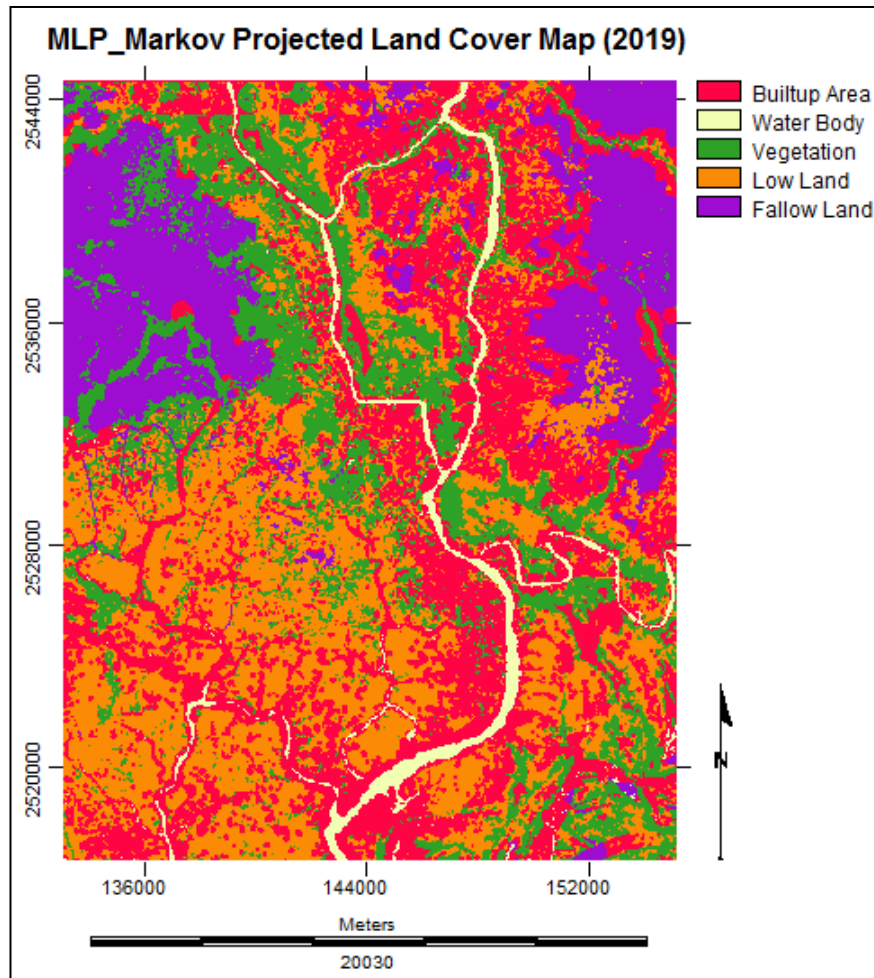 MLP_Markov Projected Land Cover Map (2019)
Builtup Area
Water Body
Vegetation
Low Land
Fallow Land
2544000
2536000
2528000
2520000
N
136000 144000 152000
Meters
20030